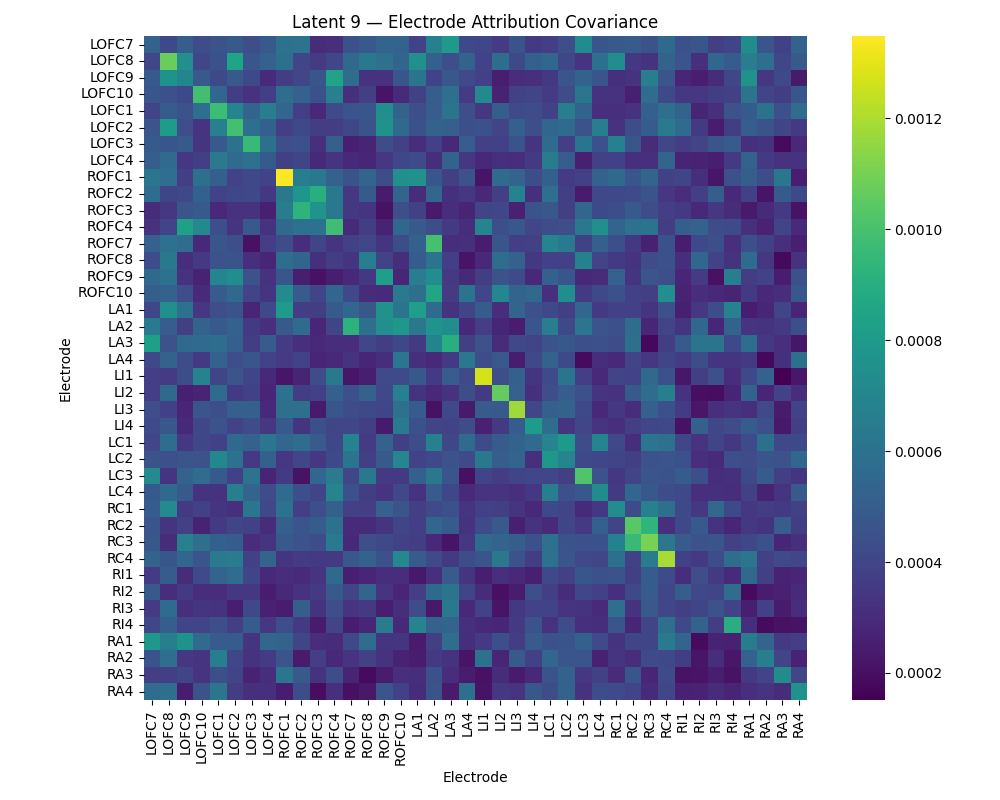 Latent 9 — Electrode Attribution Covariance
Electrode
LOFC7
LOFC8
LOFC9
LOFC10
LOFC1
LOFC2
LOFC3
LOFC4
ROFC1
ROFC2
ROFC3
ROFC4
ROFC7
ROFC8
ROFC9
ROFC10
LA1
LA2
LA3
LA4
LI1
LI2
LI3
LI4
LC1
LC2
LC3
LC4
RC1
RC2
RC3
RC4
RI1
RI2
RI3
RI4
RA1
RA2
RA3
RA4
LOFC7 LOFC8 LOFC9 LOFC10 LOFC1 LOFC2 LOFC3 LOFC4 ROFC1 ROFC2 ROFC3 ROFC4 ROFC7 ROFC8 ROFC9 ROFC10 LA1 LA2 LA3 LA4 LI1 LI2 LI3 LI4 LC1 LC2 LC3 LC4 RC1 RC2 RC3 RC4 RI1 RI2 RI3 RI4 RA1 RA2 RA3 RA4
Electrode
0.0012
0.0010
0.0008
0.0006
0.0004
0.0002